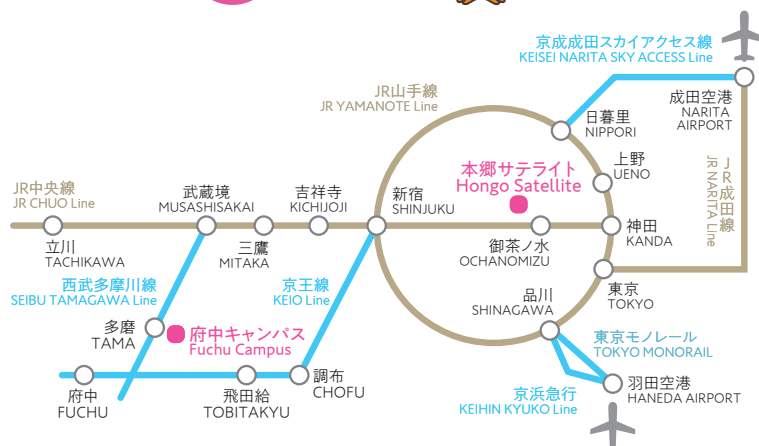 京成成田スカイアクセス線
KEISEI NARITA SKY ACCESS Line
JR山手線
JR YAMANOTE Line
成田空港
NARITA
AIRPORT
日暮里
NIPPORI
上野
UENO
JR成田線
JR NARITA Line
本郷サテライト
Hongo Satellite
JR中央線
JR CHUO Line
武蔵境
MUSASHISAKAI
吉祥寺
KICHIJOJI
新宿
SHINJUKU
神田
KANDA
立川
TACHIKAWA
三鷹
MITAKA
御茶ノ水
OCHANOMIZU
西武多摩川線
SEIBU TAMAGAWA Line
京王線
KEIO Line
品川
SHINAGAWA
東京
TOKYO
多磨
TAMA
府中キャンパス
Fuchu Campus
東京モノレール
TOKYO MONORAIL
府中
FUCHU
飛田給
TOBITAKYU
調布
CHOFU
京浜急行
KEIHIN KYUKO Line
羽田空港
HANEDA AIRPORT